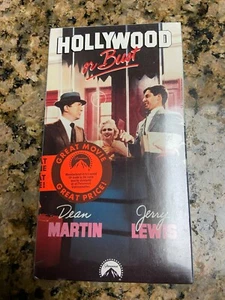 HOLLYWOOD
or Bust
GREAT MOVIE
GREAT PRICE!
Dean
MARTIN
Jerry
LEWIS